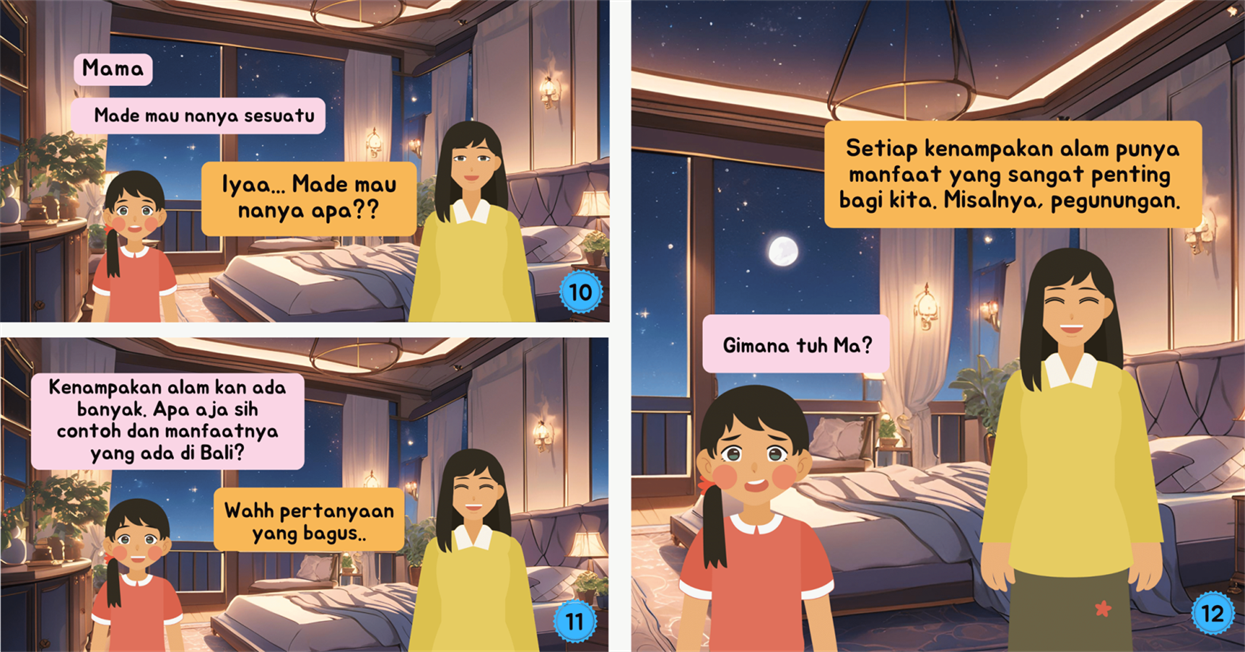 Mama
Made mau nanya sesuatu
Iyaa... Made mau
nanya apa??
10
Kenampakan alam kan ada
banyak. Apa aja sih
contoh dan manfaatnya
yang ada di Bali?
Wahh pertanyaan
yang bagus..
11
Setiap kenampakan alam punya
manfaat yang sangat penting
bagi kita. Misalnya, pegunungan.
Gimana tuh Ma?
12